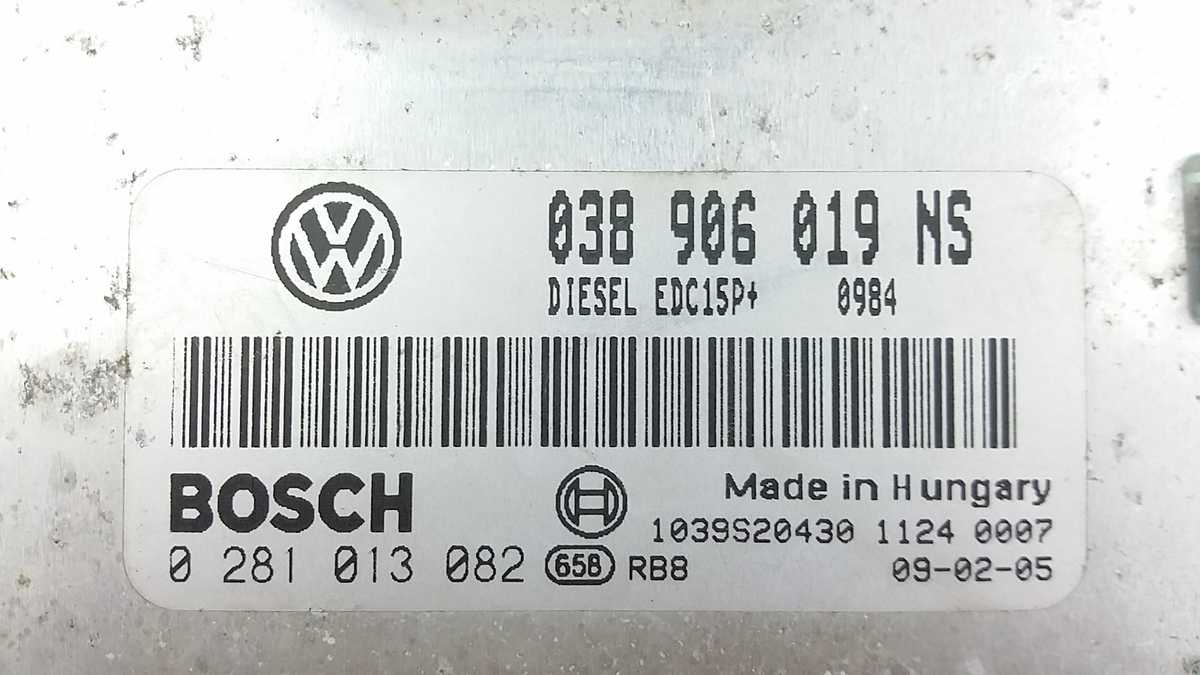 038 906 019 NS
DIESEL EDC15P+ 0984
BOSCH
Made in Hungary
1039S20430 1124 0007
0 281 013 082 658 RB8 09-02-05